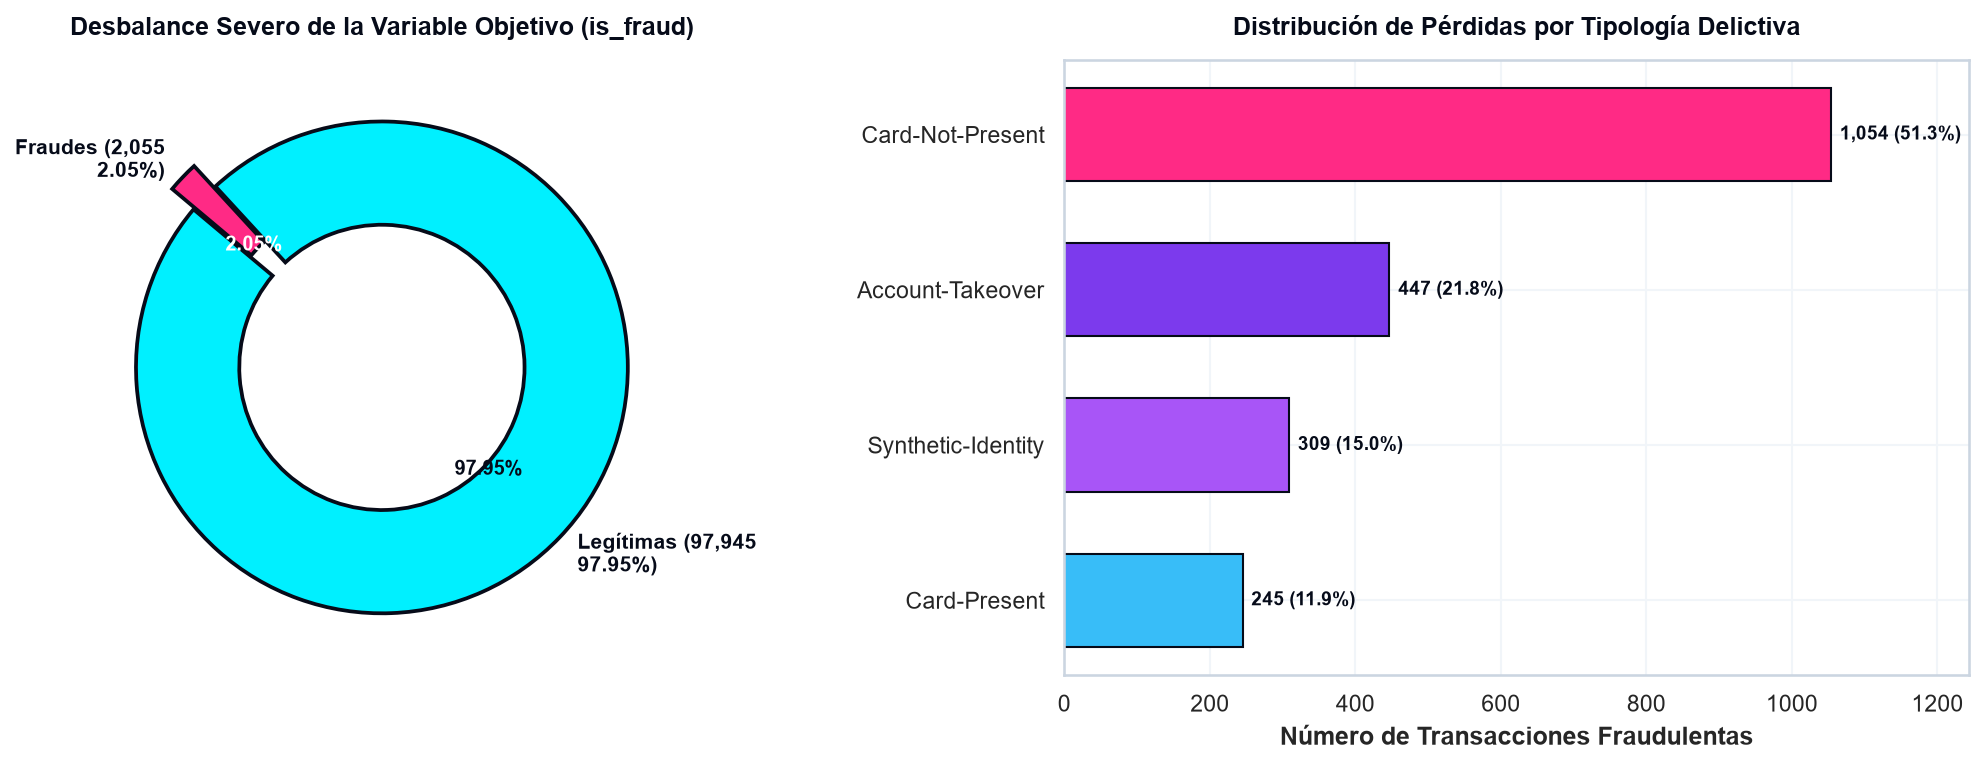 Desbalance Severo de la Variable Objetivo (is_fraud)
Fraudes (2,055
2.05%)
2.05%
97.95%
Legítimas (97,945
97.95%)
Distribución de Pérdidas por Tipología Delictiva
Card-Not-Present
1,054 (51.3%)
Account-Takeover
447 (21.8%)
Synthetic-Identity
309 (15.0%)
Card-Present
245 (11.9%)
0 200 400 600 800 1000 1200
Número de Transacciones Fraudulentas